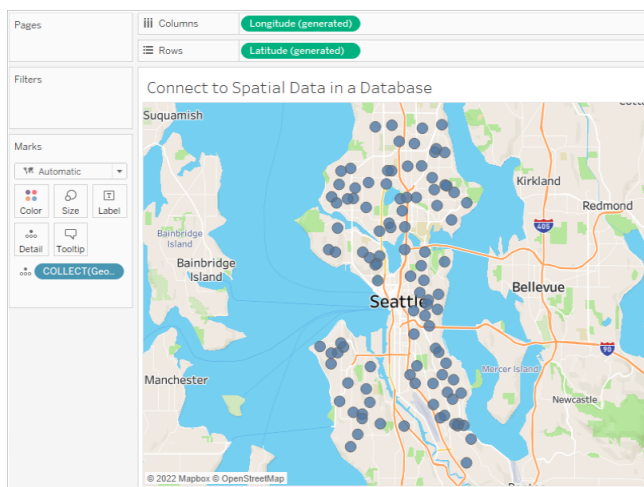 Pages
Columns
Longitude (generated)
Rows
Latitude (generated)
Filters
Marks
Automatic
Color
Size
Label
Detail
Tooltip
COLLECT(Geo..
Connect to Spatial Data in a Database
Suquamish
Kirkland
Redmond
405
Bainbridge
Island
Bainbridge
Island
Seattle
Bellevue
90
Mercer Island
Manchester
Newcastle
© 2022 Mapbox © OpenStreetMap